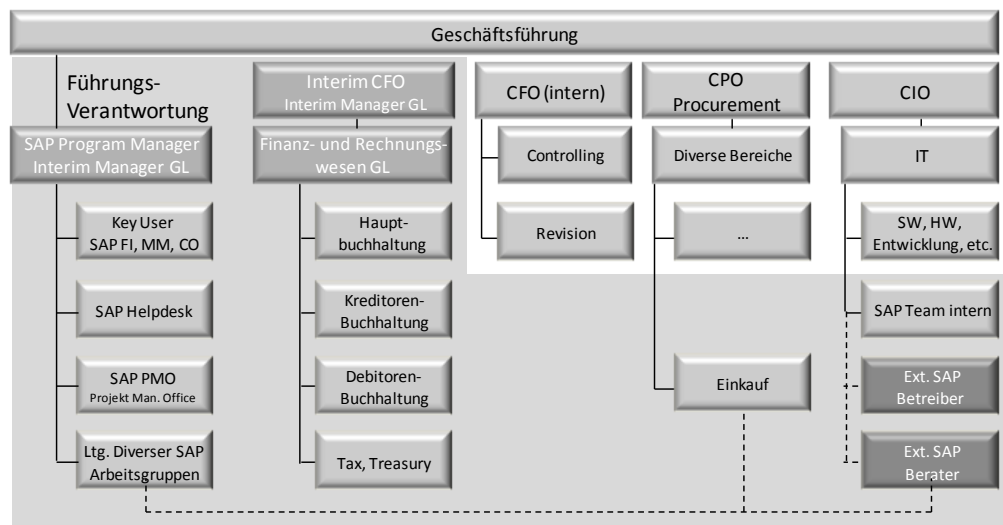 Geschäftsführung
Führungs-
Verantwortung
SAP Program Manager
Interim Manager GL
Key User
SAP FI, MM, CO
SAP Helpdesk
SAP PMO
Projekt Man. Office
Ltg. Diverser SAP
Arbeitsgruppen
Interim CFO
Interim Manager GL
Finanz- und Rechnungs-
wesen GL
Haupt-
buchhaltung
Kreditoren-
Buchhaltung
Debitoren-
Buchhaltung
Tax, Treasury
CFO (intern)
Controlling
Revision
CPO
Procurement
Diverse Bereiche
...
Einkauf
CIO
IT
SW, HW,
Entwicklung, etc.
SAP Team intern
Ext. SAP
Betreiber
Ext. SAP
Berater